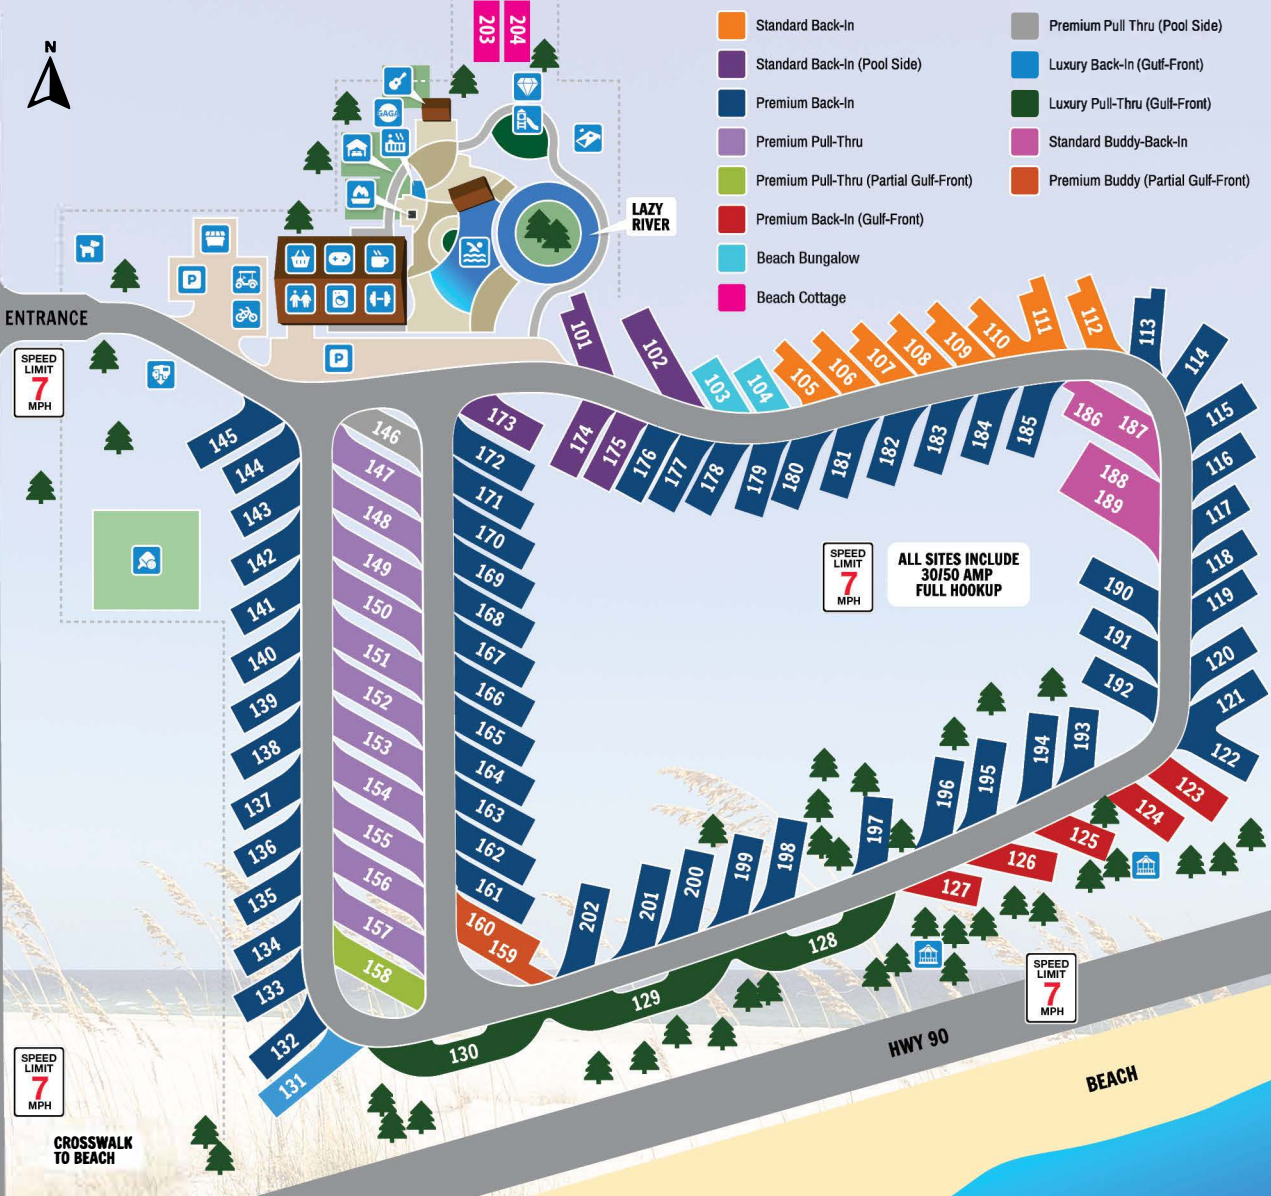 203
204
Standard Back-In
Standard Back-In (Pool Side)
Premium Back-In
Premium Pull-Thru
Premium Pull-Thru (Partial Gulf-Front)
Premium Back-In (Gulf-Front)
Beach Bungalow
Beach Cottage
Premium Pull Thru (Pool Side)
Luxury Back-In (Gulf-Front)
Luxury Pull-Thru (Gulf-Front)
Standard Buddy-Back-In
Premium Buddy (Partial Gulf-Front)
N
GAGA
LAZY
RIVER
P
P
ENTRANCE
SPEED
LIMIT
7
MPH
101
102
103
104
105
106
107
108
109
110
111
112
113
114
115
116
117
118
119
120
121
122
123
124
125
126
127
128
129
130
131
132
133
134
135
136
137
138
139
140
141
142
143
144
145
146
147
148
149
150
151
152
153
154
155
156
157
158
159
160
161
162
163
164
165
166
167
168
169
170
171
172
173
174
175
176
177
178
179
180
181
182
183
184
185
186
187
188
189
190
191
192
193
194
195
196
197
198
199
200
201
202
SPEED
LIMIT
7
MPH
ALL SITES INCLUDE
30/50 AMP
FULL HOOKUP
SPEED
LIMIT
7
MPH
HWY 90
BEACH
SPEED
LIMIT
7
MPH
CROSSWALK
TO BEACH